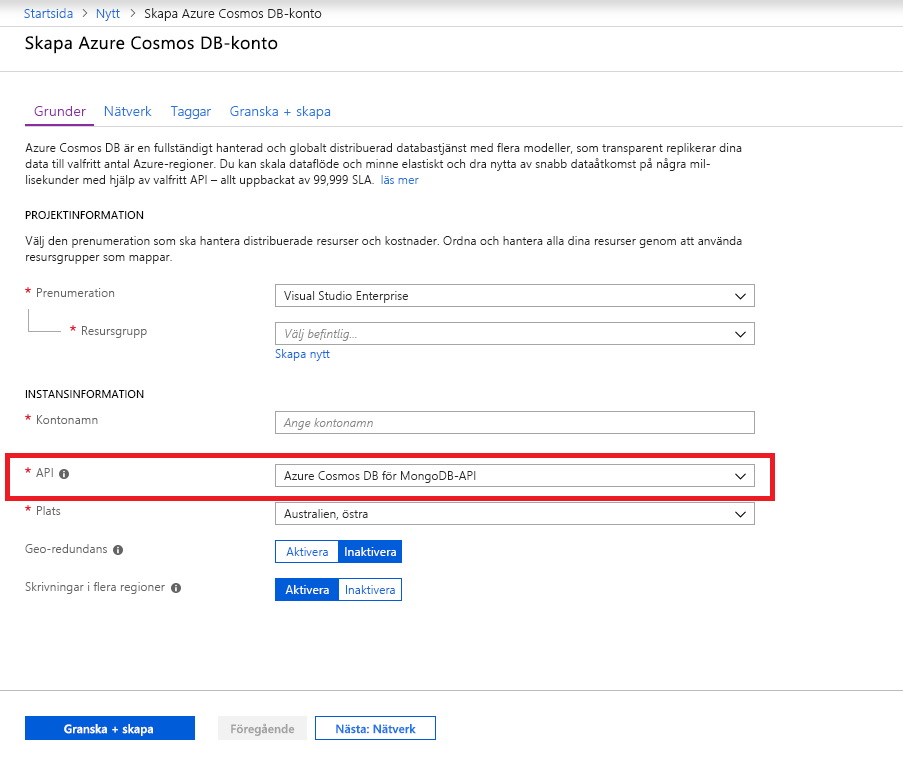 Startsida > Nytt > Skapa Azure Cosmos DB-konto
Skapa Azure Cosmos DB-konto
Grunder Nätverk Taggar Granska + skapa
Azure Cosmos DB är en fullständigt hanterad och globalt distribuerad databastjänst med flera modeller, som transparent replikerar dina
data till valfritt antal Azure-regioner. Du kan skala dataflöde och minne elastiskt och dra nytta av snabb dataåtkomst på några mil-
lisekunder med hjälp av valfritt API – allt uppbackat av 99,999 SLA. läs mer
PROJEKTINFORMATION
Välj den prenumeration som ska hantera distribuerade resurser och kostnader. Ordna och hantera alla dina resurser genom att använda
resursgrupper som mappar.
* Prenumeration Visual Studio Enterprise
* Resursgrupp Välj befintlig...
Skapa nytt
INSTANSINFORMATION
* Kontonamn Ange kontonamn
* API Azure Cosmos DB för MongoDB-API
* Plats Australien, östra
Geo-redundans Aktivera Inaktivera
Skrivningar i flera regioner Aktivera Inaktivera
Granska + skapa Föregående Nästa: Nätverk